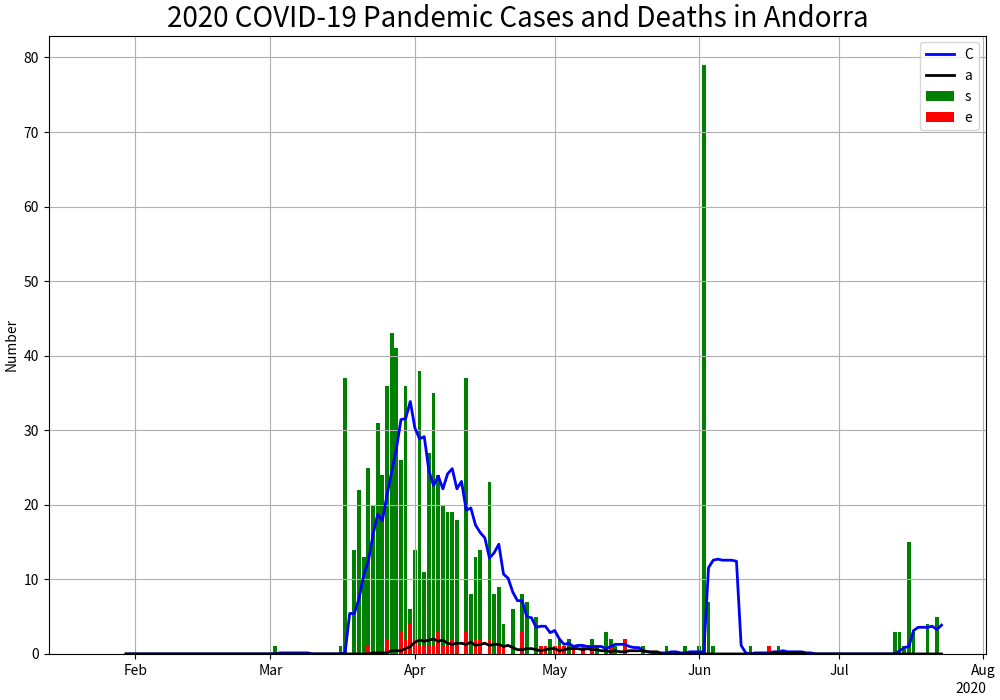 2020 COVID-19 Pandemic Cases and Deaths in Andorra
80
70
60
50
40
30
20
10
0
Number
C
a
s
e
Feb
Mar
Apr
May
Jun
Jul
Aug
2020